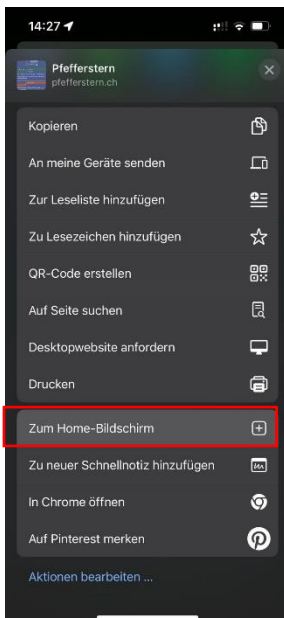 14:27
Pfefferstern
pfefferstern.ch
Kopieren
An meine Geräte senden
Zur Leseliste hinzufügen
Zu Lesezeichen hinzufügen
QR-Code erstellen
Auf Seite suchen
Desktopwebsite anfordern
Drucken
Zum Home-Bildschirm
Zu neuer Schnellnotiz hinzufügen
In Chrome öffnen
Auf Pinterest merken
Aktionen bearbeiten ...